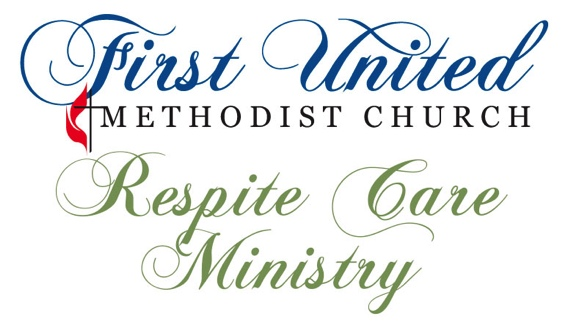 First United
METHODIST CHURCH
Respite Care
Ministry